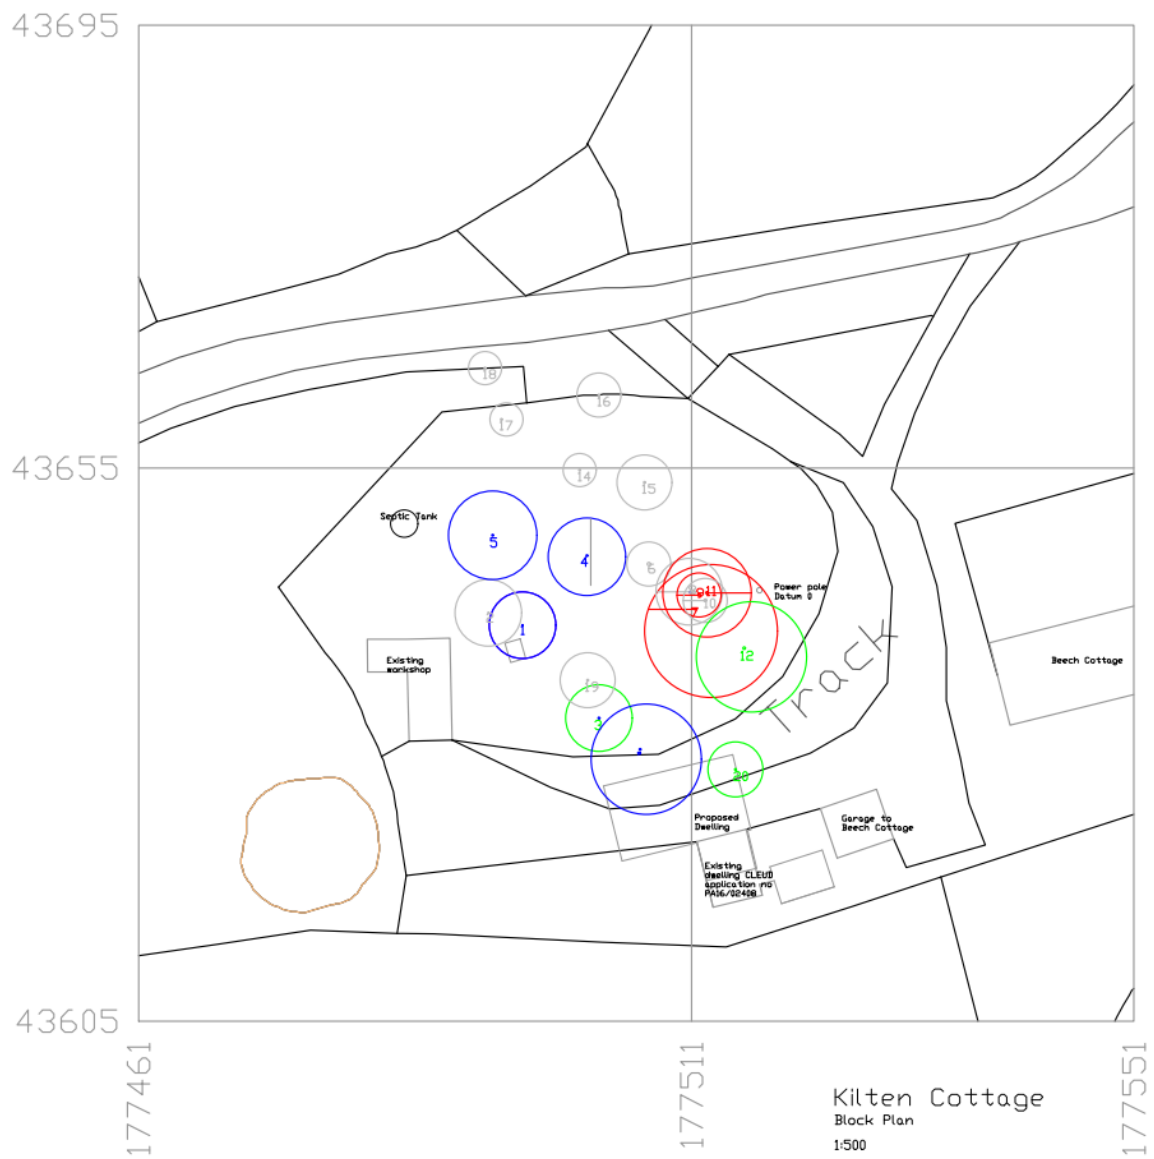 43695
18
16
17
43655
14
15
Septic Tank
5
4
6
9
11
10
7
Power pole
Datum 0
2
1
12
Track
Existing
workshop
Beech Cottage
19
3
20
Proposed
Dwelling
Garage to
Beech Cottage
Existing
dwelling CLEUD
application no
PA16/02408
43605
177461
177511
177551
Kilten Cottage
Block Plan
1:500